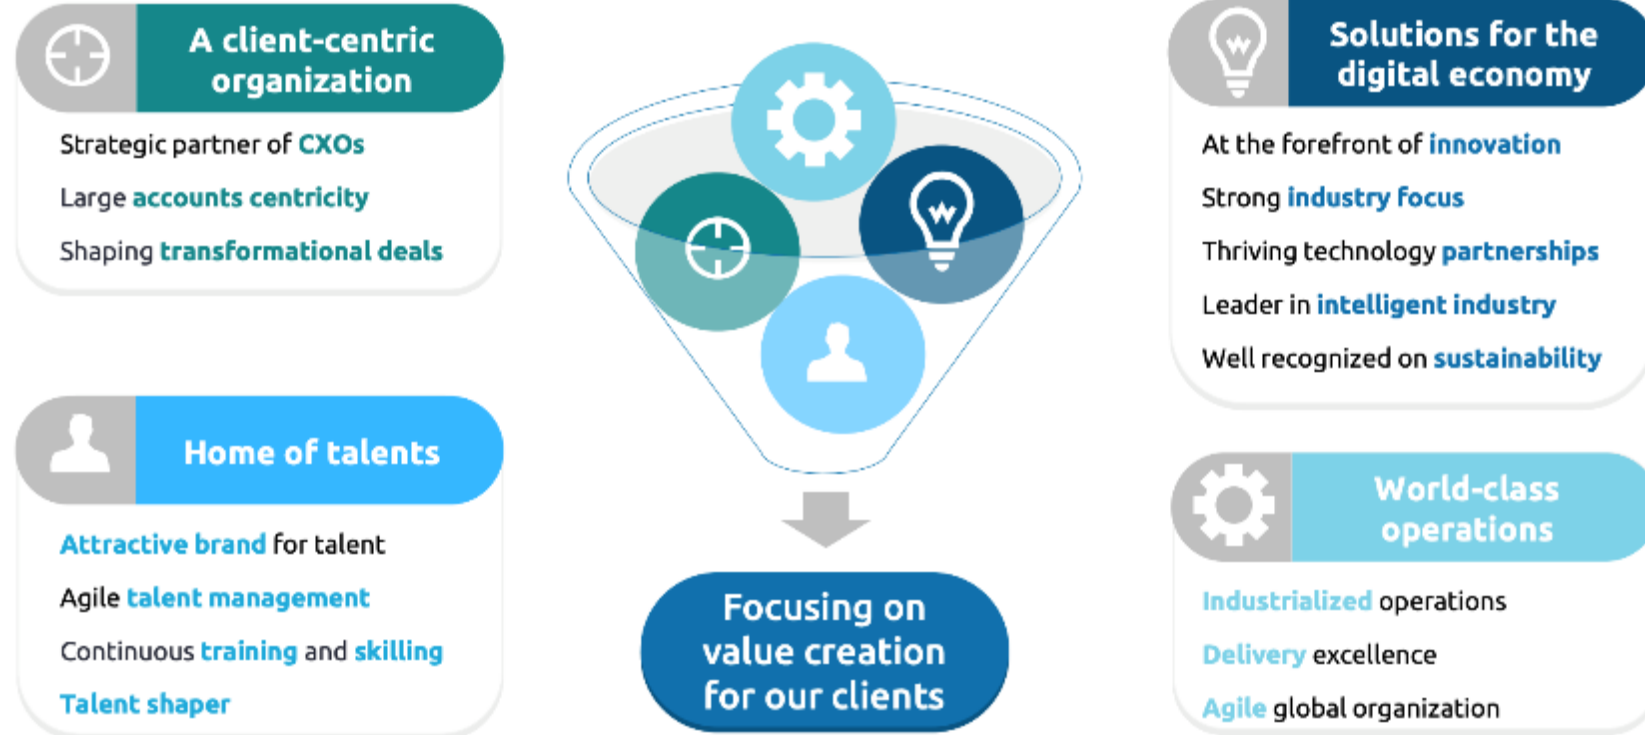 A client-centric
organization
Strategic partner of CXOs
Large accounts centricity
Shaping transformational deals
Home of talents
Attractive brand for talent
Agile talent management
Continuous training and skilling
Talent shaper
Focusing on
value creation
for our clients
Solutions for the
digital economy
At the forefront of innovation
Strong industry focus
Thriving technology partnerships
Leader in intelligent industry
Well recognized on sustainability
World-class
operations
Industrialized operations
Delivery excellence
Agile global organization